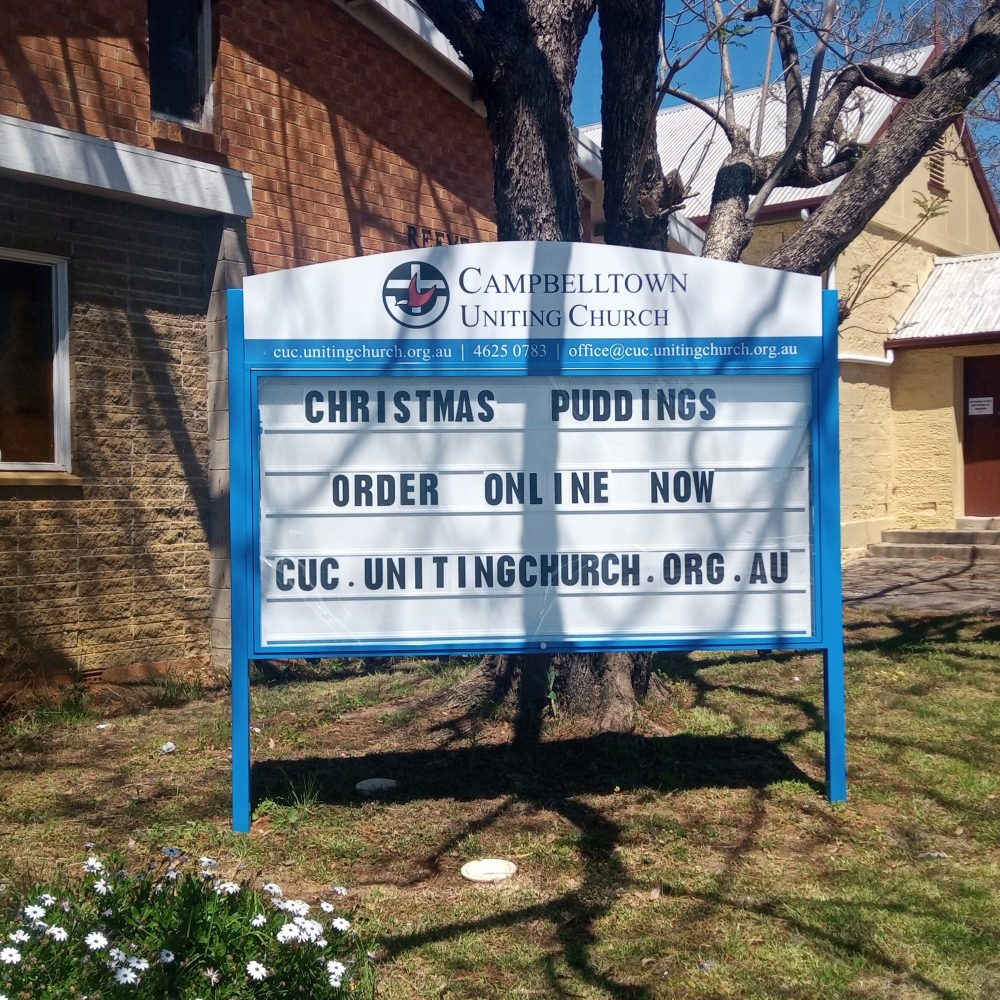 Campbelltown
Uniting Church
cuc.unitingchurch.org.au | 4625 0783 | office@cuc.unitingchurch.org.au
CHRISTMAS PUDDINGS
ORDER ONLINE NOW
CUC.UNITINGCHURCH.ORG.AU